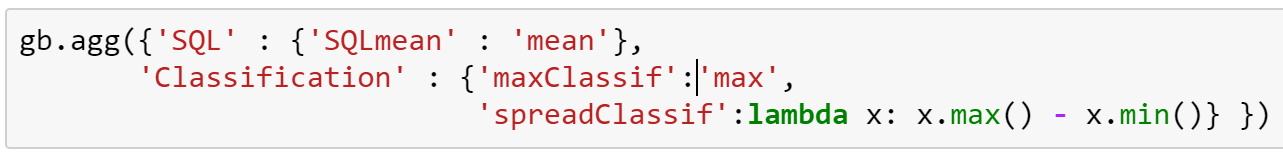 gb.agg({'SQL' : {'SQLmean' : 'mean'},
'Classification' : {'maxClassif':'max',
'spreadClassif':lambda x: x.max() - x.min()} })